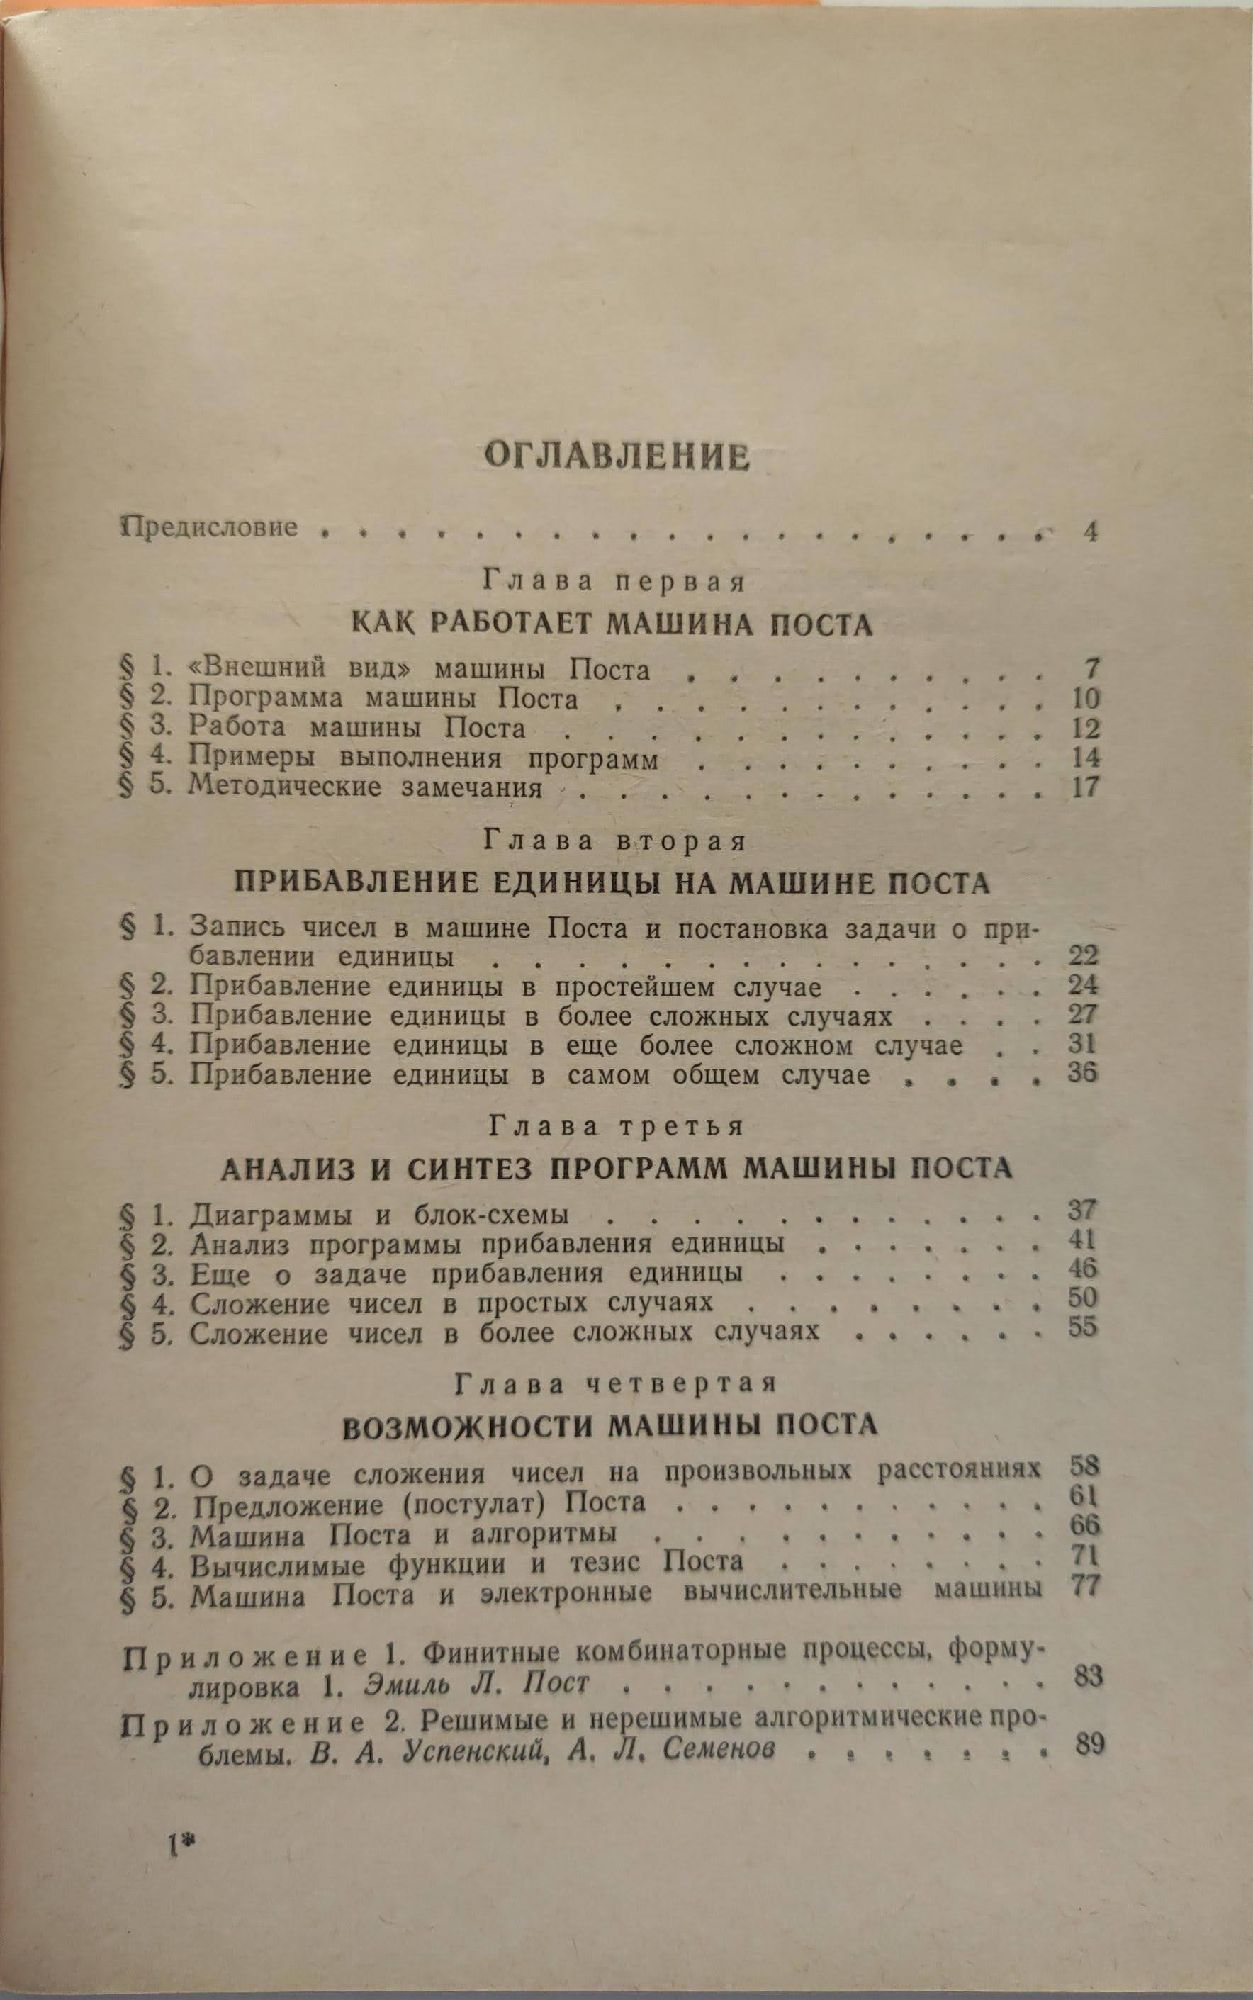 ОГЛАВЛЕНИЕ
Предисловие . . . . . . . . . . . . . . . . . . . 4
Глава первая
КАК РАБОТАЕТ МАШИНА ПОСТА
§ 1. «Внешний вид» машины Поста . . . . . . . . . 7
§ 2. Программа машины Поста . . . . . . . . . . . 10
§ 3. Работа машины Поста . . . . . . . . . . . . 12
§ 4. Примеры выполнения программ . . . . . . . . . 14
§ 5. Методические замечания . . . . . . . . . . . 17
Глава вторая
ПРИБАВЛЕНИЕ ЕДИНИЦЫ НА МАШИНЕ ПОСТА
§ 1. Запись чисел в машине Поста и постановка задачи о при-
бавлении единицы . . . . . . . . . . . . . 22
§ 2. Прибавление единицы в простейшем случае . . . . . 24
§ 3. Прибавление единицы в более сложных случаях . . . . 27
§ 4. Прибавление единицы в еще более сложном случае . . 31
§ 5. Прибавление единицы в самом общем случае . . . . 36
Глава третья
АНАЛИЗ И СИНТЕЗ ПРОГРАММ МАШИНЫ ПОСТА
§ 1. Диаграммы и блок-схемы . . . . . . . . . . . 37
§ 2. Анализ программы прибавления единицы . . . . . . 41
§ 3. Еще о задаче прибавления единицы . . . . . . . 46
§ 4. Сложение чисел в простых случаях . . . . . . . . 50
§ 5. Сложение чисел в более сложных случаях . . . . . 55
Глава четвертая
ВОЗМОЖНОСТИ МАШИНЫ ПОСТА
§ 1. О задаче сложения чисел на произвольных расстояниях 58
§ 2. Предложение (постулат) Поста . . . . . . . . . . 61
§ 3. Машина Поста и алгоритмы . . . . . . . . . . 66
§ 4. Вычислимые функции и тезис Поста . . . . . . . 71
§ 5. Машина Поста и электронные вычислительные машины 77
Приложение 1. Финитные комбинаторные процессы, форму-
лировка 1. Эмиль Л. Пост . . . . . . . . . . . 83
Приложение 2. Решимые и нерешимые алгоритмические про-
блемы. В. А. Успенский, А. Л. Семенов . . . . . . . 89
1*